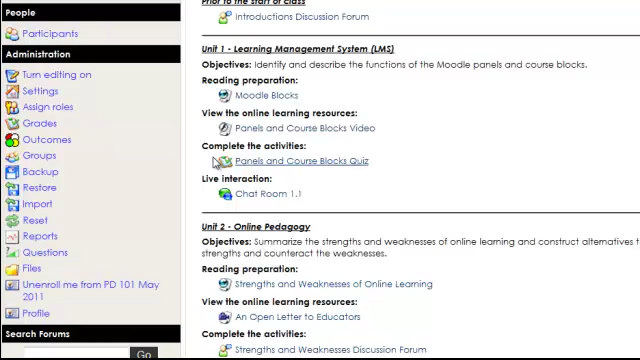 People
Participants
Administration
Turn editing on
Settings
Assign roles
Grades
Outcomes
Groups
Backup
Restore
Import
Reset
Reports
Questions
Files
Unenroll me from PD 101 May
2011
Profile
Search Forums
Go
Prior to the start of class
Introductions Discussion Forum
Unit 1 - Learning Management System (LMS)
Objectives: Identify and describe the functions of the Moodle panels and course blocks.
Reading preparation:
Moodle Blocks
View the online learning resources:
Panels and Course Blocks Video
Complete the activities:
Panels and Course Blocks Quiz
Live interaction:
Chat Room 1.1
Unit 2 - Online Pedagogy
Objectives: Summarize the strengths and weaknesses of online learning and construct alternatives t
strengths and counteract the weaknesses.
Reading preparation:
Strengths and Weaknesses of Online Learning
View the online learning resources:
An Open Letter to Educators
Complete the activities:
Strengths and Weaknesses Discussion Forum